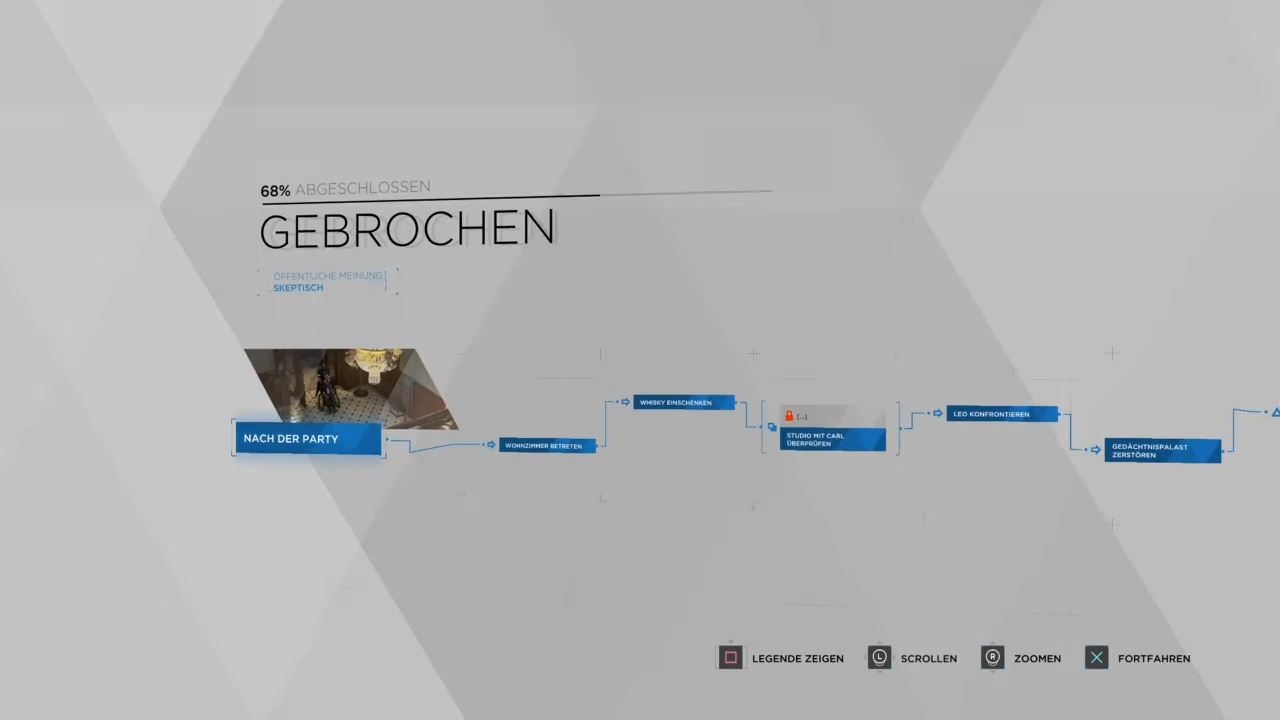 68% ABGESCHLOSSEN
GEBROCHEN
ÖFFENTLICHE MEINUNG
SKEPTISCH
NACH DER PARTY
WOHNZIMMER BETRETEN
WHISKY EINSCHENKEN
[...]
STUDIO MIT CARL
ÜBERPRÜFEN
LEO KONFRONTIEREN
GEDÄCHTNISPALAST
ZERSTÖREN
LEGENDE ZEIGEN
L
SCROLLEN
R
ZOOMEN
FORTFAHREN